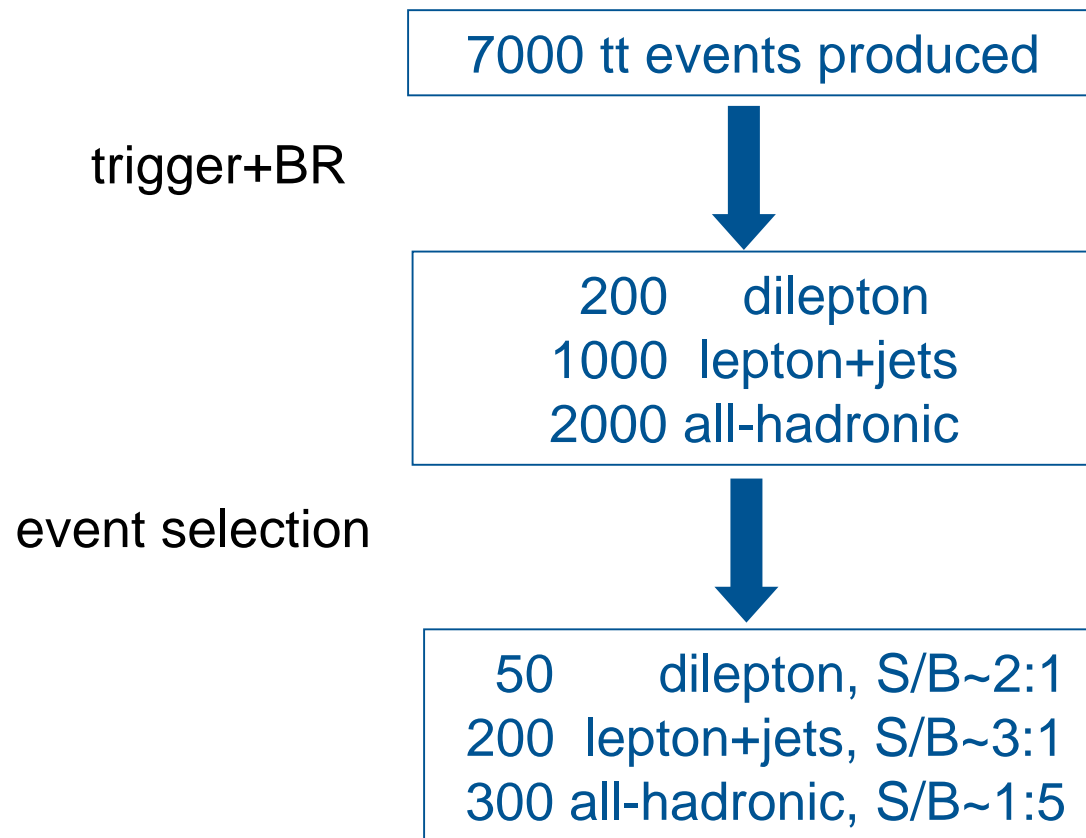 7000 tt events produced
trigger+BR
200 dilepton
1000 lepton+jets
2000 all-hadronic
event selection
50 dilepton, S/B~2:1
200 lepton+jets, S/B~3:1
300 all-hadronic, S/B~1:5